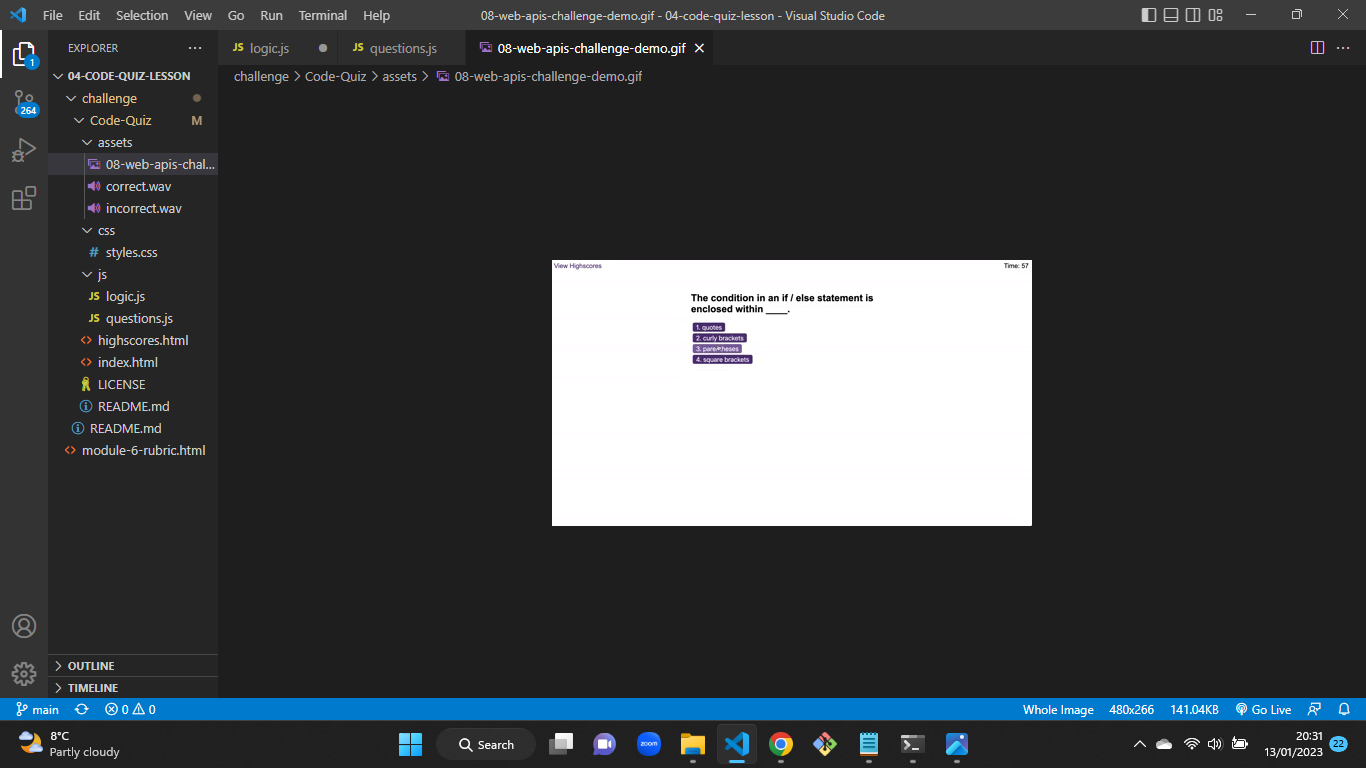 File Edit Selection View Go Run Terminal Help
08-web-apis-challenge-demo.gif - 04-code-quiz-lesson - Visual Studio Code
EXPLORER
JS logic.js
JS questions.js
08-web-apis-challenge-demo.gif
challenge > Code-Quiz > assets > 08-web-apis-challenge-demo.gif
1
264
04-CODE-QUIZ-LESSON
challenge
Code-Quiz M
assets
08-web-apis-chal...
correct.wav
incorrect.wav
css
# styles.css
js
JS logic.js
JS questions.js
highscores.html
index.html
LICENSE
README.md
README.md
module-6-rubric.html
OUTLINE
TIMELINE
View Highscores
Time: 57
The condition in an if / else statement is
enclosed within ____.
1. quotes
2. curly brackets
3. parentheses
4. square brackets
main 0 0
Whole Image 480x266 141.04KB Go Live
8°C
Partly cloudy
Search
zoom
20:31
13/01/2023
22